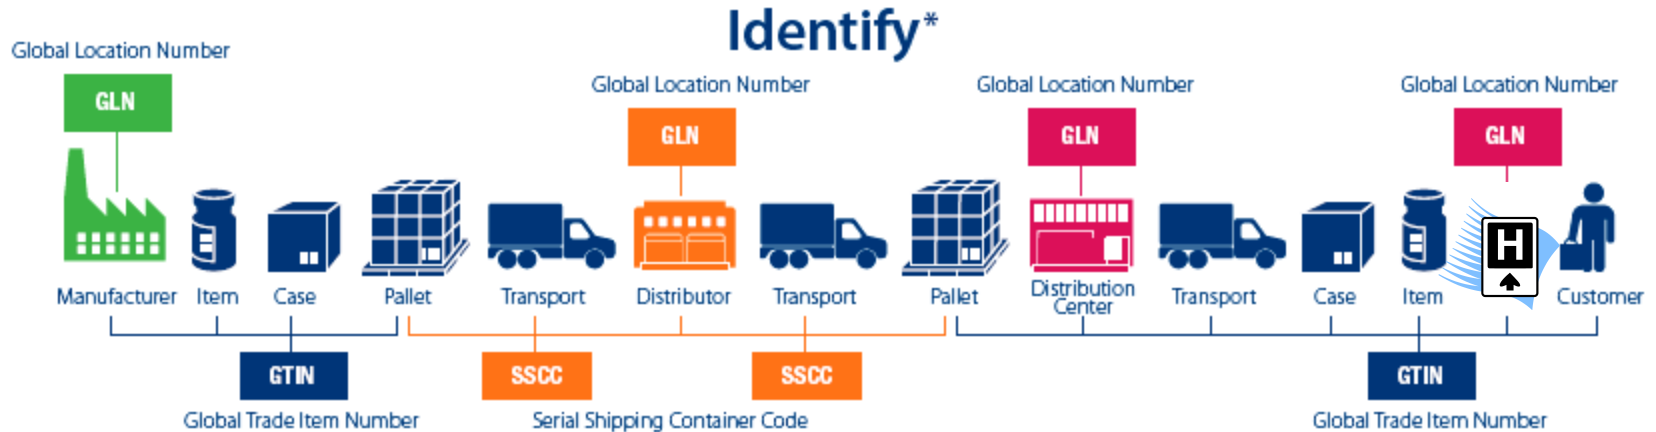 Identify*
Global Location Number
GLN
Global Location Number
GLN
Global Location Number
GLN
Global Location Number
GLN
H
Manufacturer Item Case Pallet Transport Distributor Transport Pallet Distribution Center Transport Case Item Customer
GTIN SSCC SSCC GTIN
Global Trade Item Number Serial Shipping Container Code Global Trade Item Number